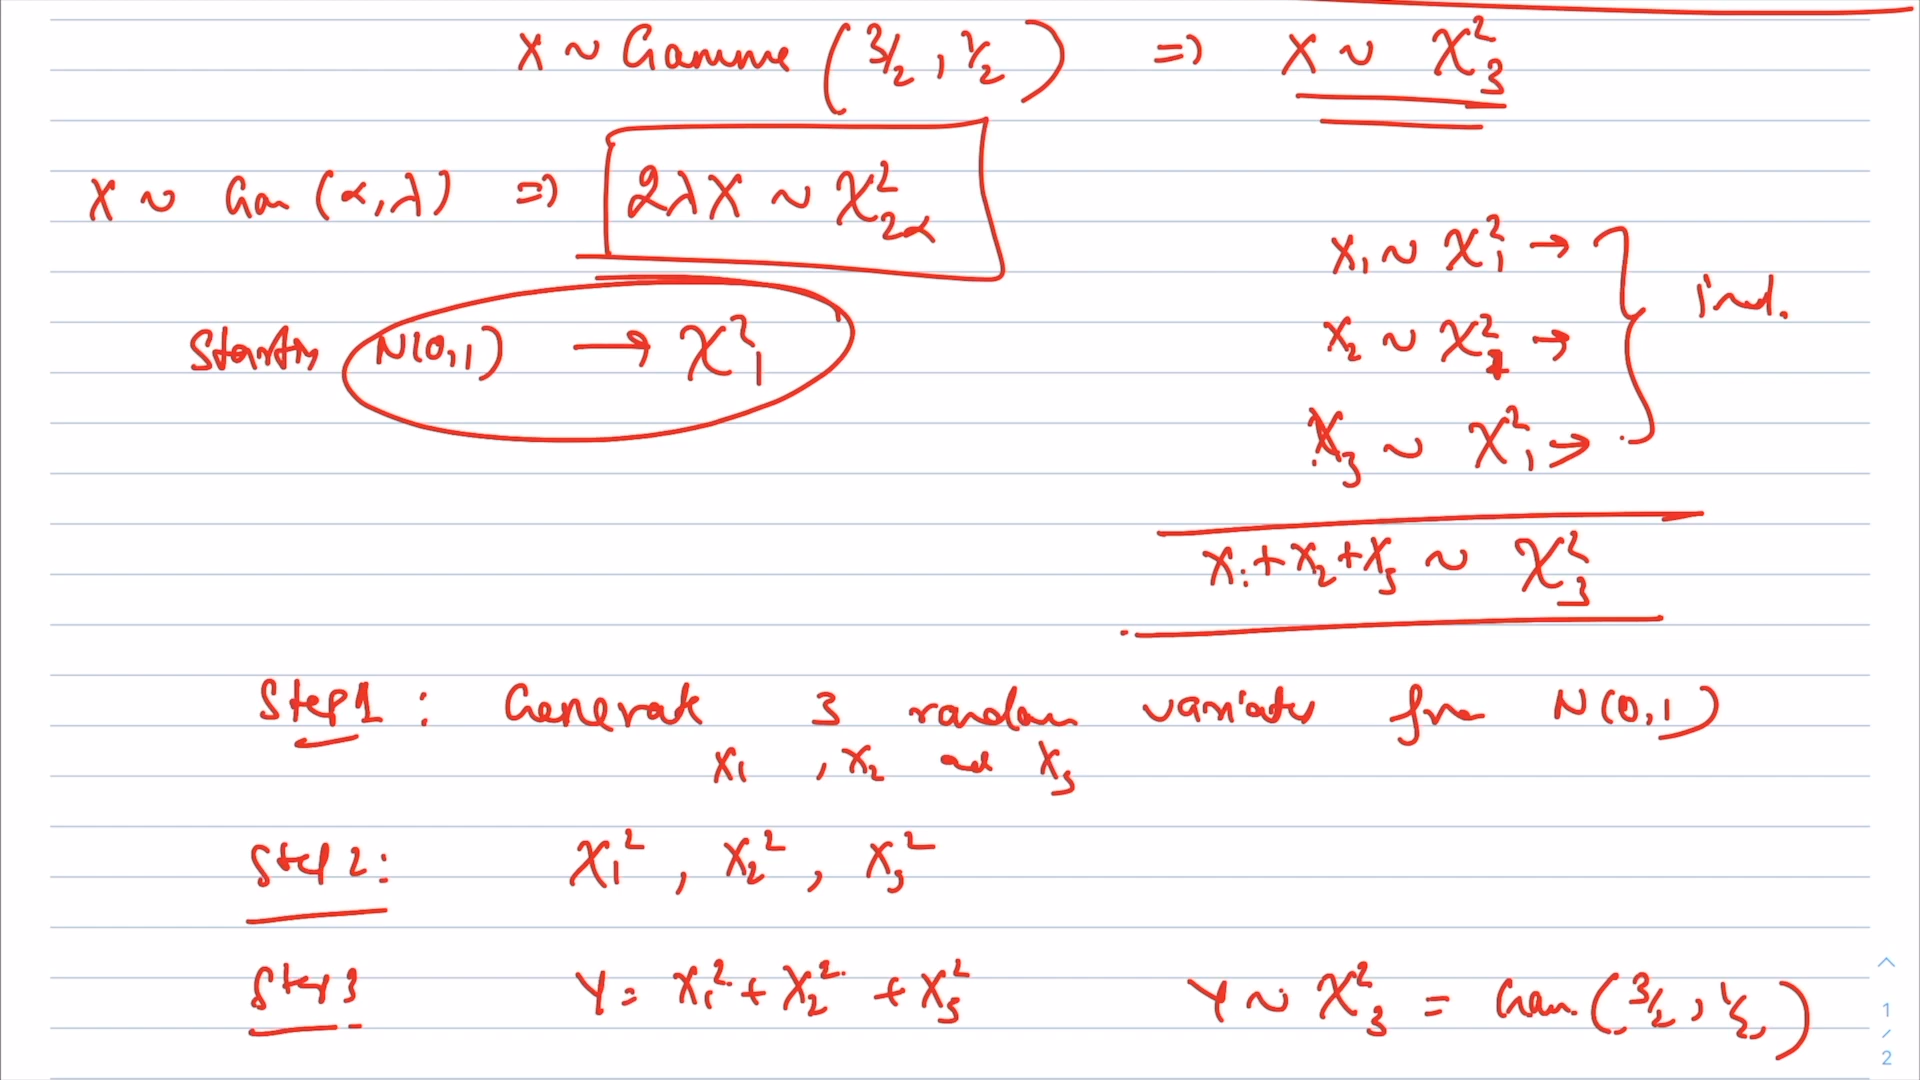 X ~ Gamma (3/2, 1/2) => X ~ χ²₃
X ~ Gam (α, λ) => 2λX ~ χ²₂α
X₁ ~ χ²₁ →
Starting N(0,1) → χ²₁
ind.
X₂ ~ χ²₁ →
X₃ ~ χ²₁ →
X₁ + X₂ + X₃ ~ χ²₃
Step 1 : Generate 3 random variates from N(0,1)
X₁ , X₂ and X₃
Step 2 : X₁² , X₂² , X₃²
Step 3 Y = X₁² + X₂² + X₃² Y ~ χ²₃ = Gam. (3/2, 1/2)
1
/
2